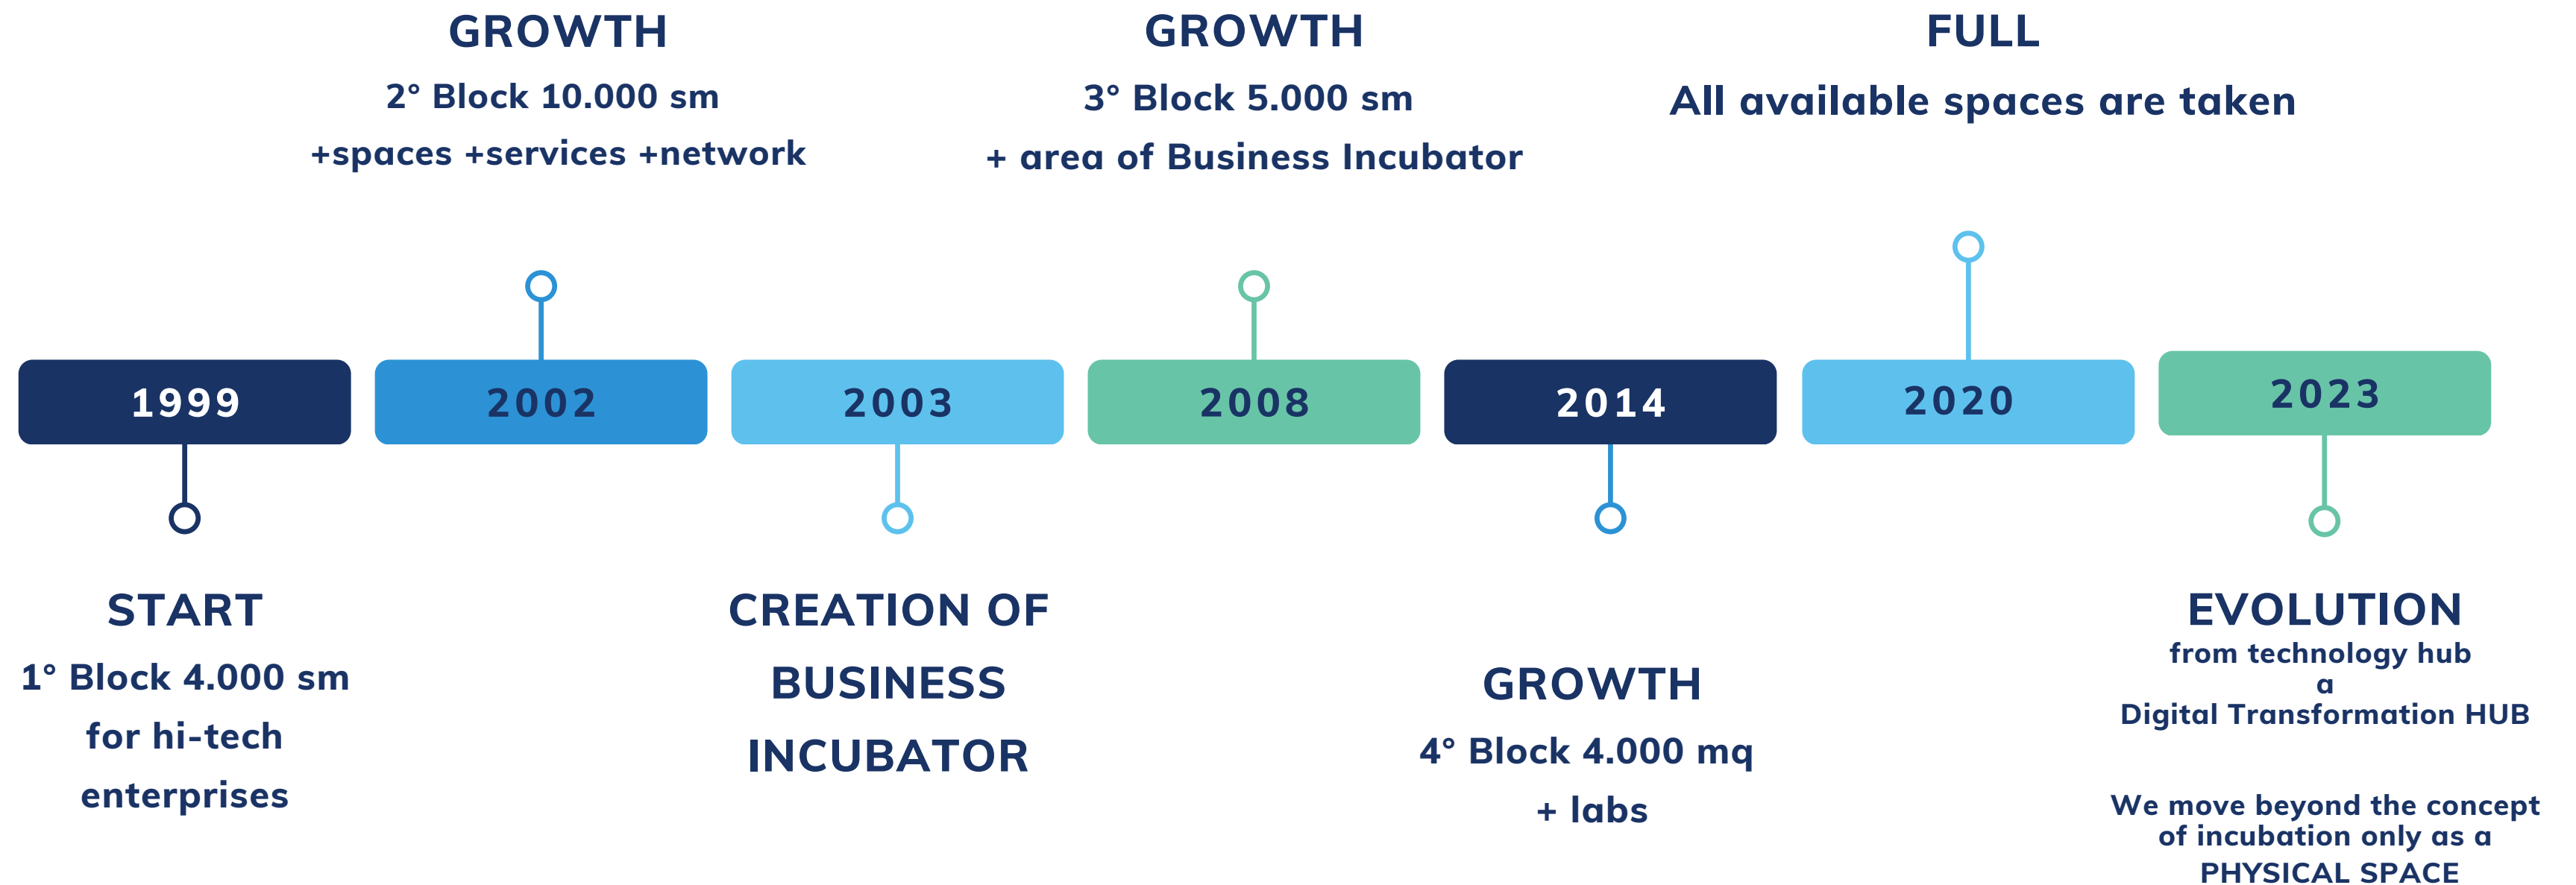 GROWTH
2° Block 10.000 sm
+spaces +services +network
GROWTH
3° Block 5.000 sm
+ area of Business Incubator
FULL
All available spaces are taken
1999
2002
2003
2008
2014
2020
2023
START
1° Block 4.000 sm
for hi-tech
enterprises
CREATION OF
BUSINESS
INCUBATOR
GROWTH
4° Block 4.000 mq
+ labs
EVOLUTION
from technology hub
a
Digital Transformation HUB
We move beyond the concept
of incubation only as a
PHYSICAL SPACE